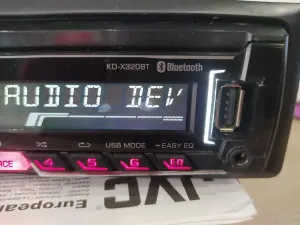 KD-X320BT Bluetooth
AUDIO DEV
USB MODE —EASY EQ
4 5 6
JVC
European